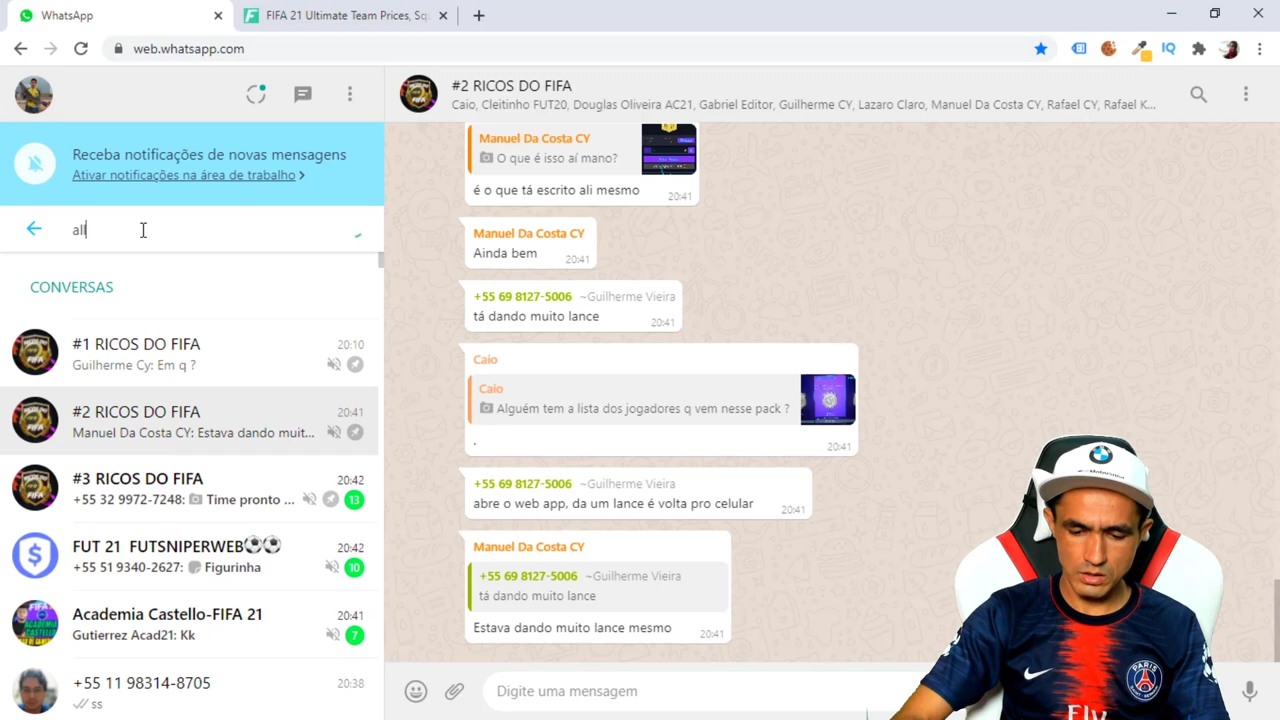 WhatsApp
FIFA 21 Ultimate Team Prices, Squ
web.whatsapp.com
#2 RICOS DO FIFA
Caio, Cleitinho FUT20, Douglas Oliveira AC21, Gabriel Editor, Guilherme CY, Lazaro Claro, Manuel Da Costa CY, Rafael CY, Rafael K...
Receba notificações de novas mensagens
Ativar notificações na área de trabalho
all
CONVERSAS
#1 RICOS DO FIFA 20:10
Guilherme Cy: Em q ?
#2 RICOS DO FIFA 20:41
Manuel Da Costa CY: Estava dando muit...
#3 RICOS DO FIFA 20:42
+55 32 9972-7248: Time pronto ... 13
FUT 21 FUTSNIPERWEB⚽⚽ 20:42
+55 51 9340-2627: Figurinha 10
Academia Castello-FIFA 21 20:41
Gutierrez Acad21: Kk 7
+55 11 98314-8705 20:38
ss
Manuel Da Costa CY
O que é isso aí mano?
é o que tá escrito ali mesmo 20:41
Manuel Da Costa CY
Ainda bem 20:41
+55 69 8127-5006 ~Guilherme Vieira
tá dando muito lance 20:41
Caio
Caio
Alguém tem a lista dos jogadores q vem nesse pack ?
. 20:41
+55 69 8127-5006 ~Guilherme Vieira
abre o web app, da um lance é volta pro celular 20:41
Manuel Da Costa CY
+55 69 8127-5006 ~Guilherme Vieira
tá dando muito lance
Estava dando muito lance mesmo 20:41
Digite uma mensagem
PARIS